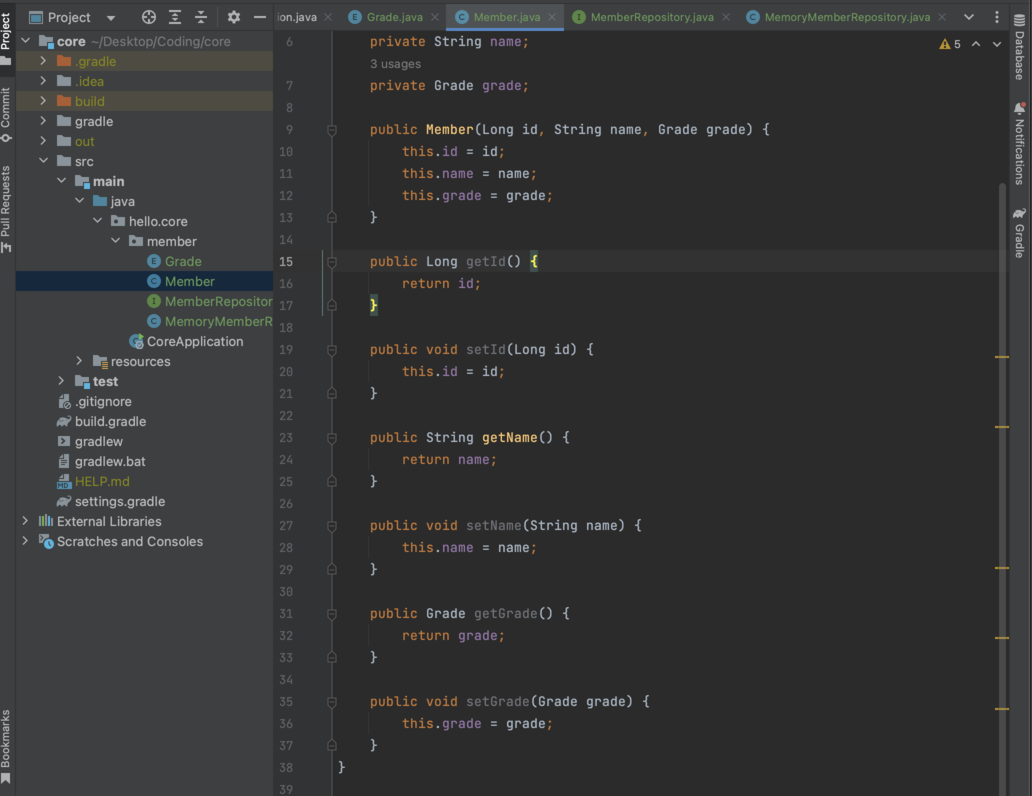 Project
ion.java
Grade.java
Member.java
MemberRepository.java
MemoryMemberRepository.java
Project
Commit
Pull Requests
Bookmarks
core ~/Desktop/Coding/core
.gradle
.idea
build
gradle
out
src
main
java
hello.core
member
Grade
Member
MemberRepositor
MemoryMemberR
CoreApplication
resources
test
.gitignore
build.gradle
gradlew
gradlew.bat
MD HELP.md
settings.gradle
External Libraries
Scratches and Consoles
5
6 private String name;
3 usages
7 private Grade grade;
8
9 public Member(Long id, String name, Grade grade) {
10 this.id = id;
11 this.name = name;
12 this.grade = grade;
13 }
14
15 public Long getId() {
16 return id;
17 }
18
19 public void setId(Long id) {
20 this.id = id;
21 }
22
23 public String getName() {
24 return name;
25 }
26
27 public void setName(String name) {
28 this.name = name;
29 }
30
31 public Grade getGrade() {
32 return grade;
33 }
34
35 public void setGrade(Grade grade) {
36 this.grade = grade;
37 }
38 }
39
Database
Notifications
Gradle